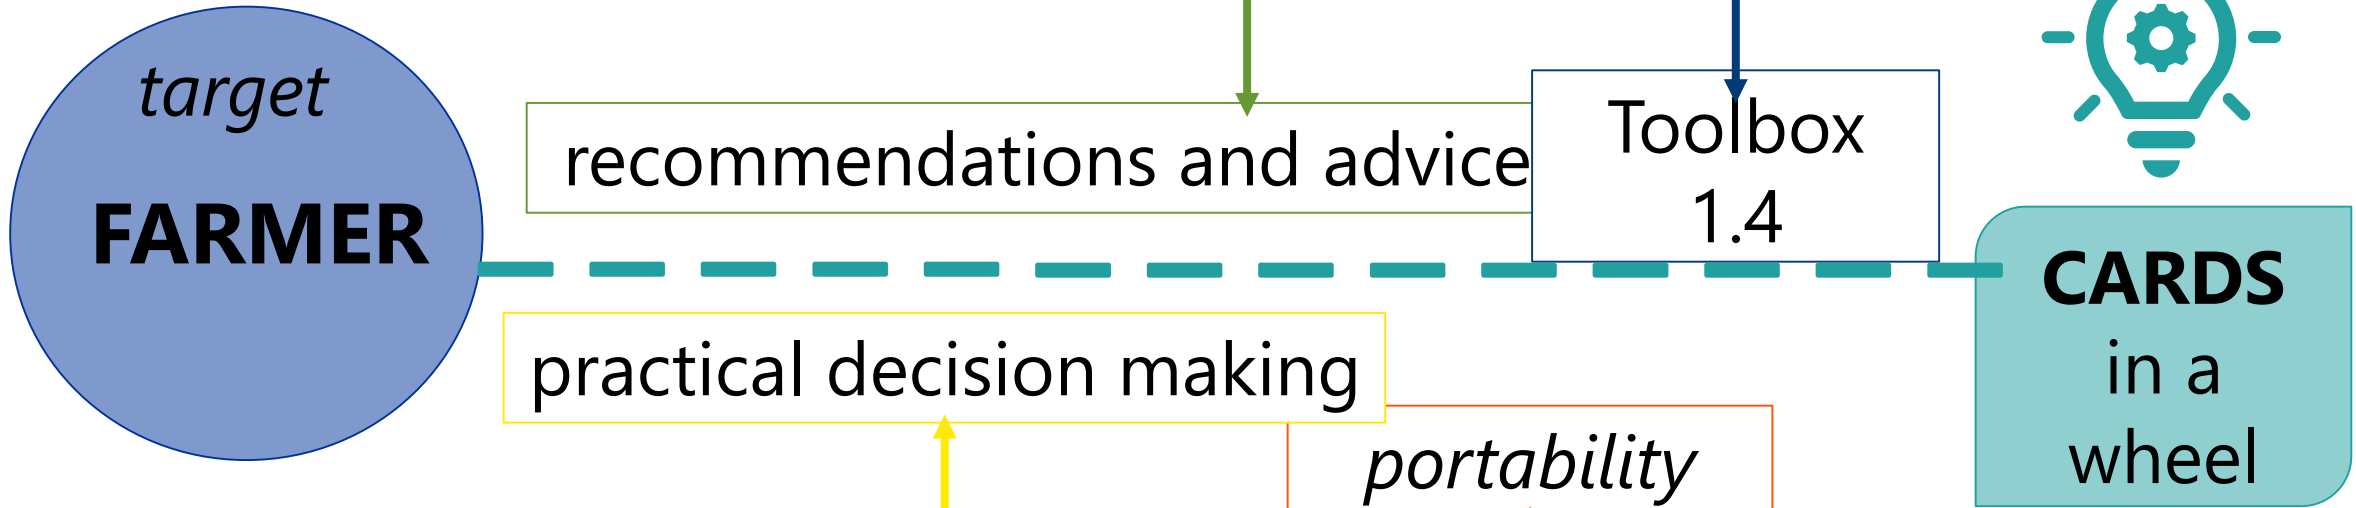 target
FARMER
recommendations and advice
Toolbox
1.4
practical decision making
portability
CARDS
in a
wheel